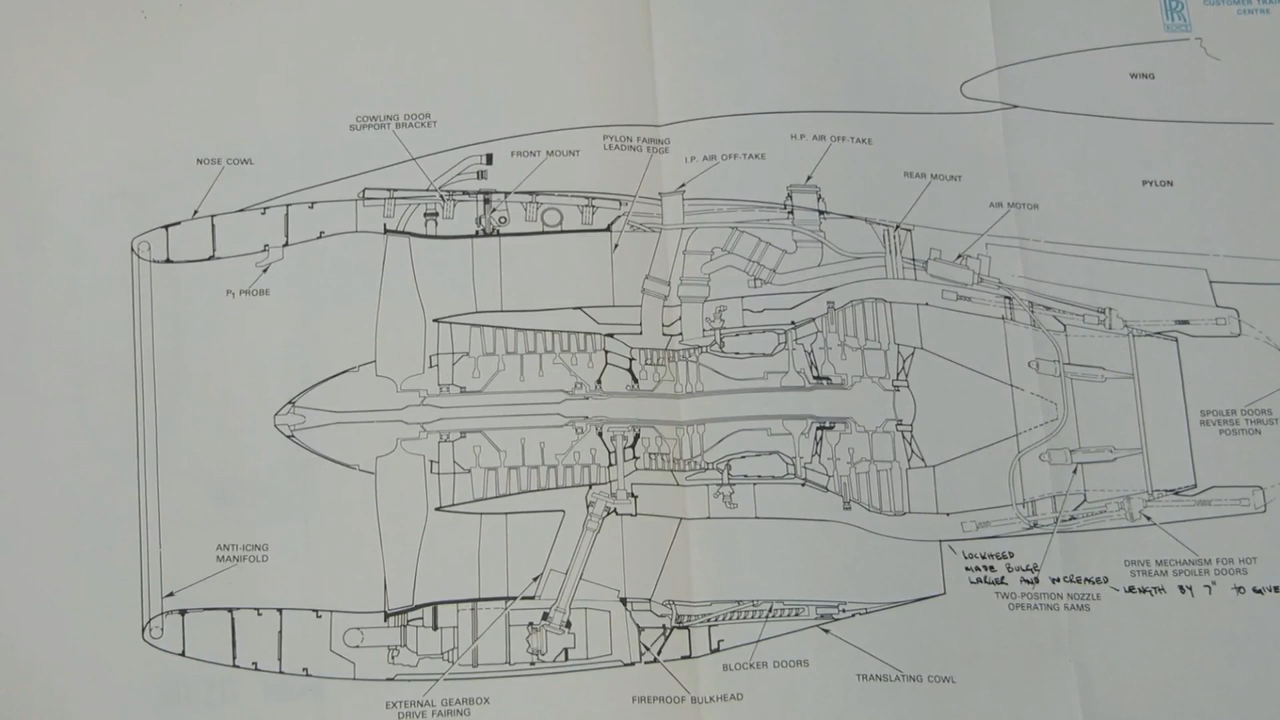 RR
ROYCE
CUSTOMER TRAI
CENTRE
WING
COWLING DOOR
SUPPORT BRACKET
NOSE COWL
FRONT MOUNT
PYLON FAIRING
LEADING EDGE
I.P. AIR OFF-TAKE
H.P. AIR OFF-TAKE
REAR MOUNT
AIR MOTOR
PYLON
P1 PROBE
SPOILER DOORS
REVERSE THRUST
POSITION
ANTI-ICING
MANIFOLD
LOCKHEED
MADE BULGE
LARGER AND INCREASED
LENGTH BY 7" TO GIVE
TWO-POSITION NOZZLE
OPERATING RAMS
DRIVE MECHANISM FOR HOT
STREAM SPOILER DOORS
BLOCKER DOORS
TRANSLATING COWL
EXTERNAL GEARBOX
DRIVE FAIRING
FIREPROOF BULKHEAD